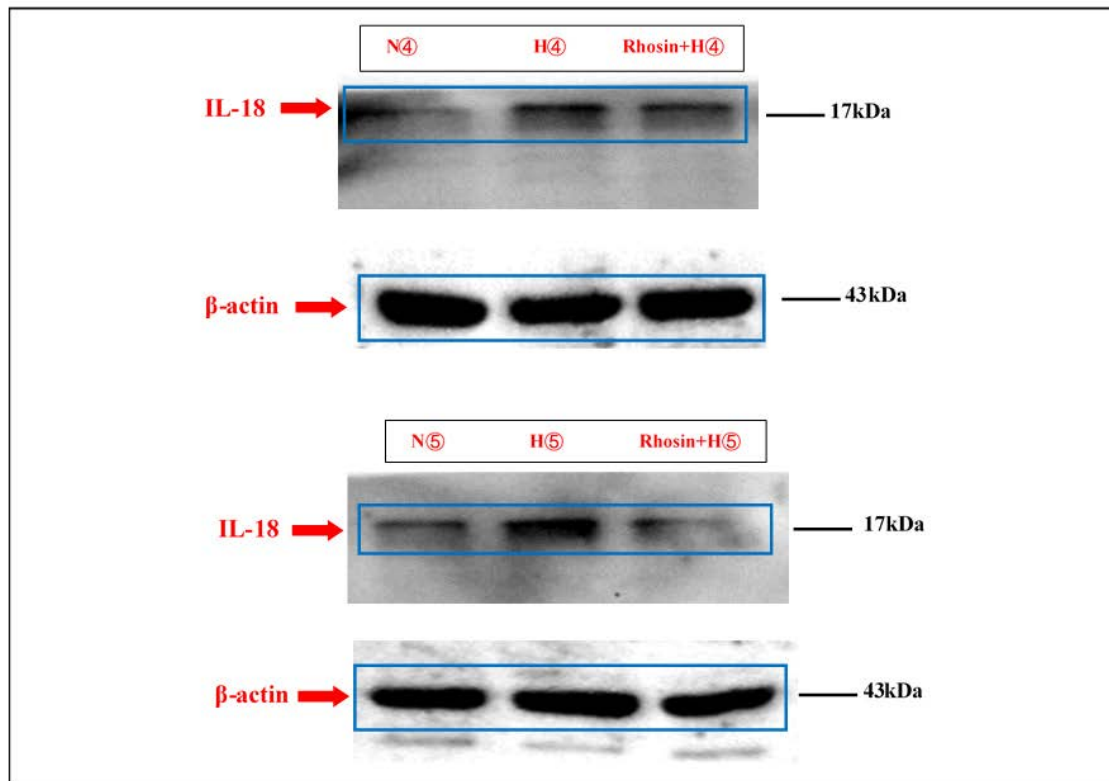 N④ H④ Rhosin+H④
IL-18 17kDa
β-actin 43kDa
N⑤ H⑤ Rhosin+H⑤
IL-18 17kDa
β-actin 43kDa